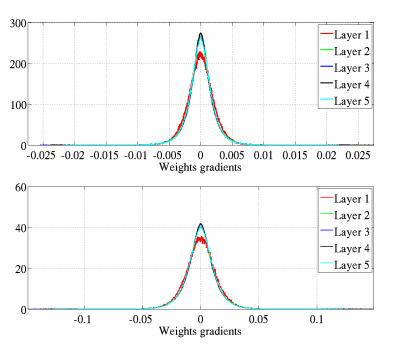 300
200
100
0
-0.025
-0.02
-0.015
-0.01
-0.005
0
0.005
0.01
0.015
0.02
0.025
Weights gradients
Layer 1
Layer 2
Layer 3
Layer 4
Layer 5
60
40
20
0
-0.1
-0.05
0
0.05
0.1
Weights gradients
Layer 1
Layer 2
Layer 3
Layer 4
Layer 5